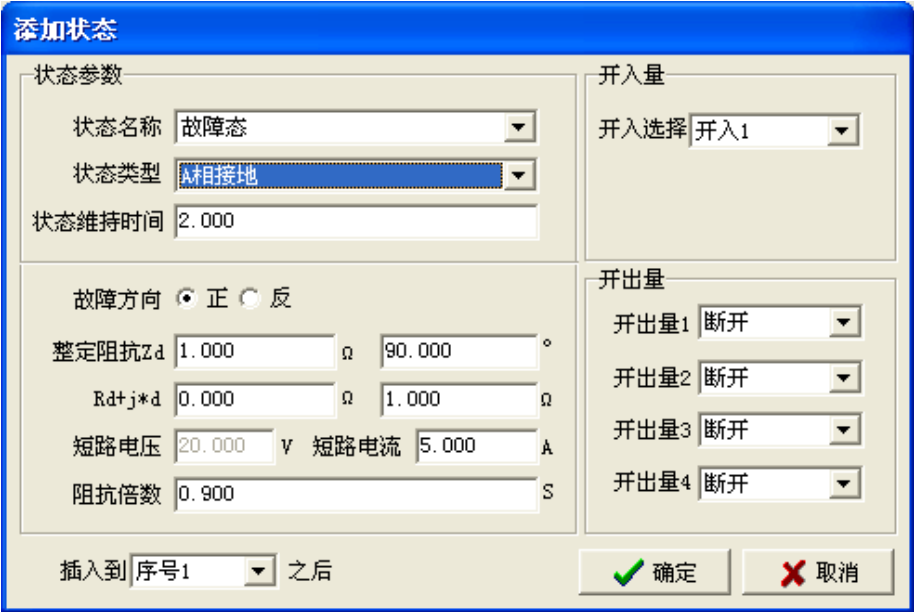 添加状态
状态参数
状态名称 故障态
状态类型 A相接地
状态维持时间 2.000
故障方向 正 反
整定阻抗Zd 1.000 Ω 90.000 °
Rd+j*d 0.000 Ω 1.000 Ω
短路电压 20.000 V 短路电流 5.000 A
阻抗倍数 0.900 S
插入到 序号1 之后
开入量
开入选择 开入1
开出量
开出量1 断开
开出量2 断开
开出量3 断开
开出量4 断开
确定 取消